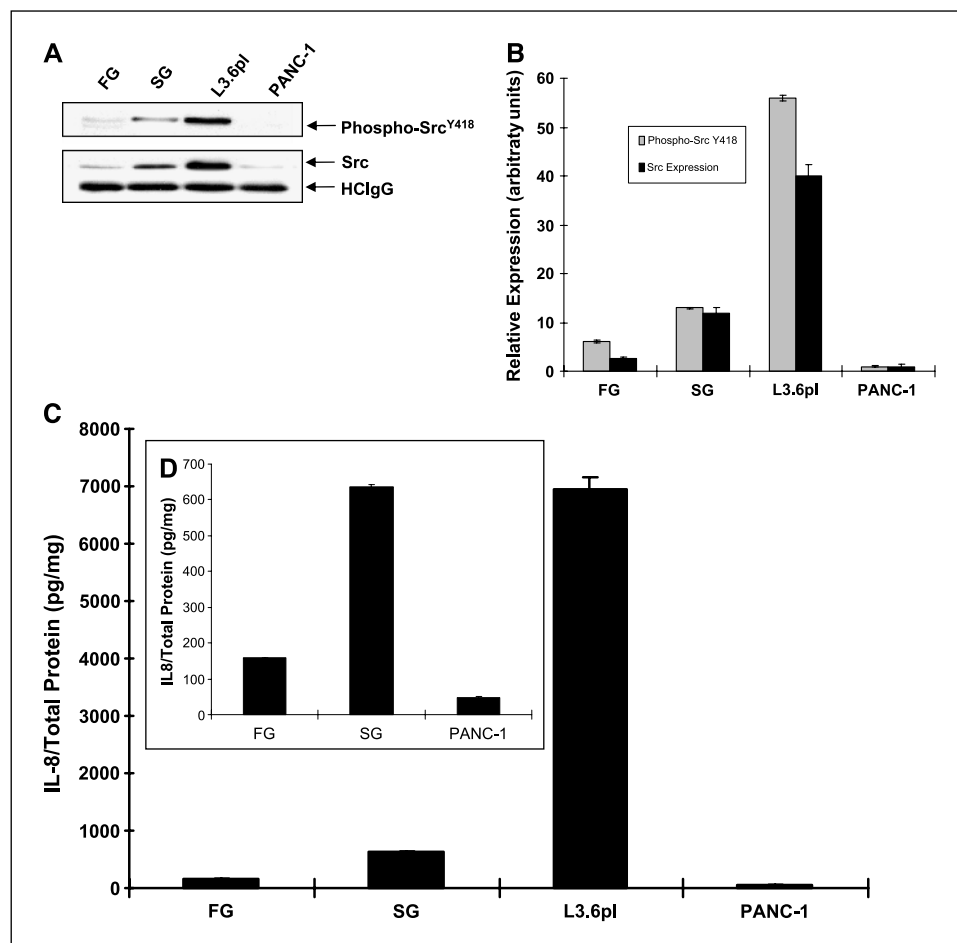 A
FG SG L3.6pl PANC-1
Phospho-Src^Y418
Src
HCIgG
B
Relative Expression (arbitraty units)
60
50
40
30
20
10
0
Phospho-Src Y418
Src Expression
FG SG L3.6pl PANC-1
C
IL-8/Total Protein (pg/mg)
8000
7000
6000
5000
4000
3000
2000
1000
0
FG SG L3.6pl PANC-1
D
IL8/Total Protein (pg/mg)
700
600
500
400
300
200
100
0
FG SG PANC-1